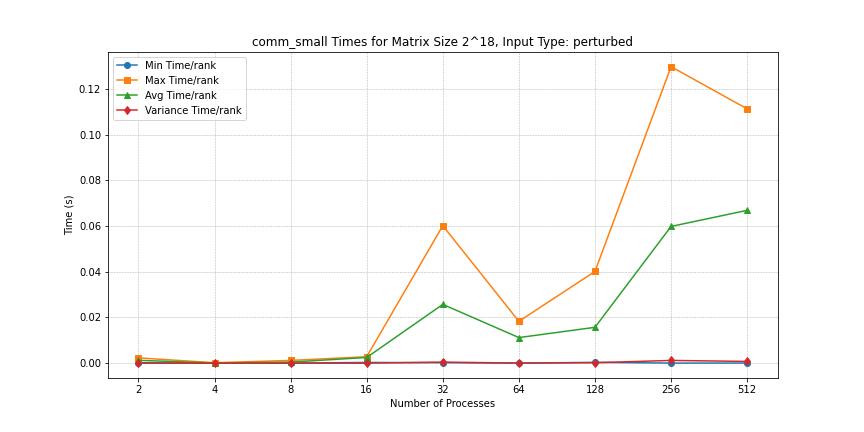 comm_small Times for Matrix Size 2^18, Input Type: perturbed
Min Time/rank
Max Time/rank
Avg Time/rank
Variance Time/rank
Time (s)
0.12
0.10
0.08
0.06
0.04
0.02
0.00
2 4 8 16 32 64 128 256 512
Number of Processes